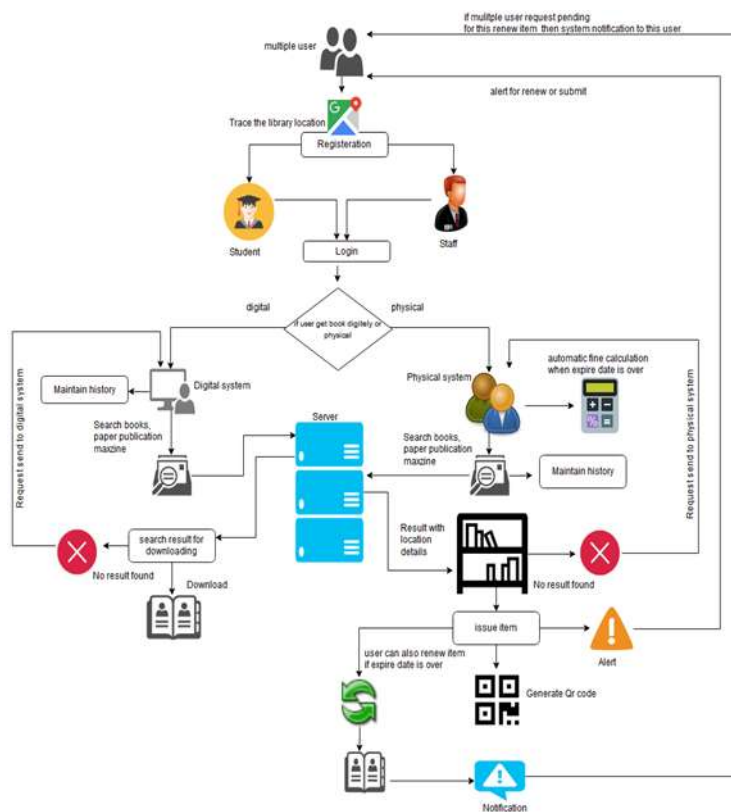 If mulitple user request pending
for this renew item then system notification to this user
multiple user
alert for renew or submit
Trace the library location
Registeration
Student
Staff
Login
digital
physical
if user get book digitely or
physical
Digital system
Maintain history
Physical system
automatic fine calculation
when expire date is over
Request send to digital system
Request send to physical system
Search books,
paper publication
maxzine
Server
Search books,
paper publication
maxzine
Maintain history
search result for
downloading
No result found
Download
Result with
location
details
No result found
issue item
Alert
user can also renew item
if expire date is over
Generate Qr code
Notification